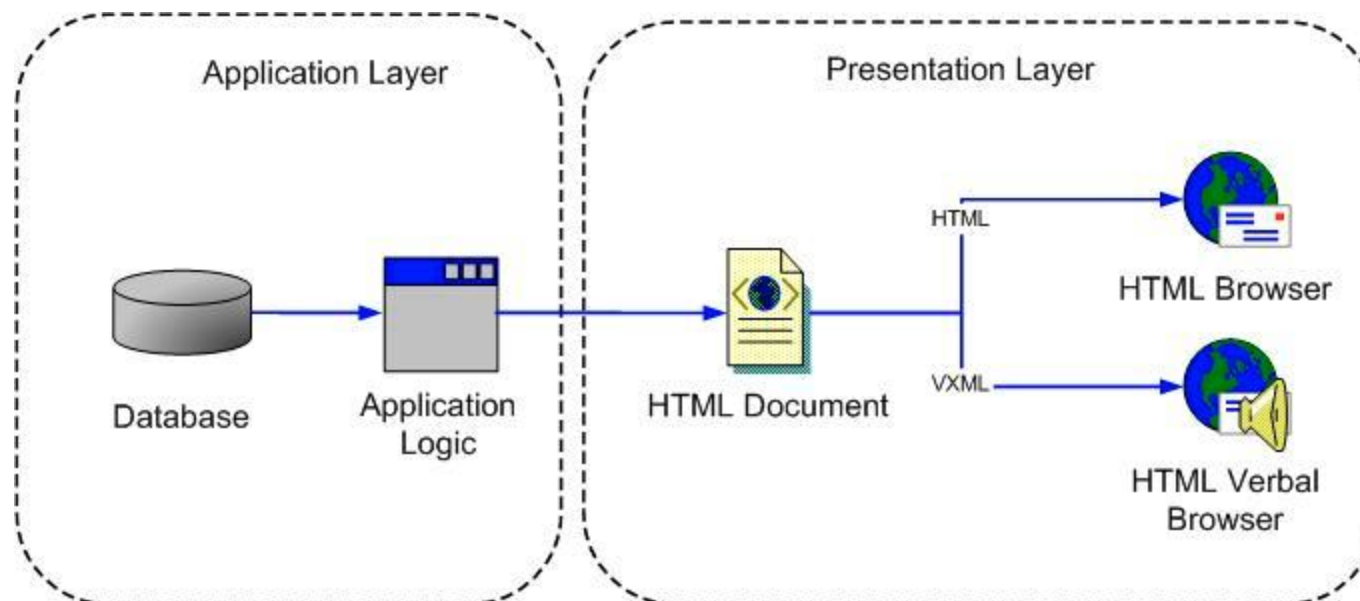 Application Layer
Presentation Layer
Database
Application
Logic
HTML Document
HTML
HTML Browser
VXML
HTML Verbal
Browser